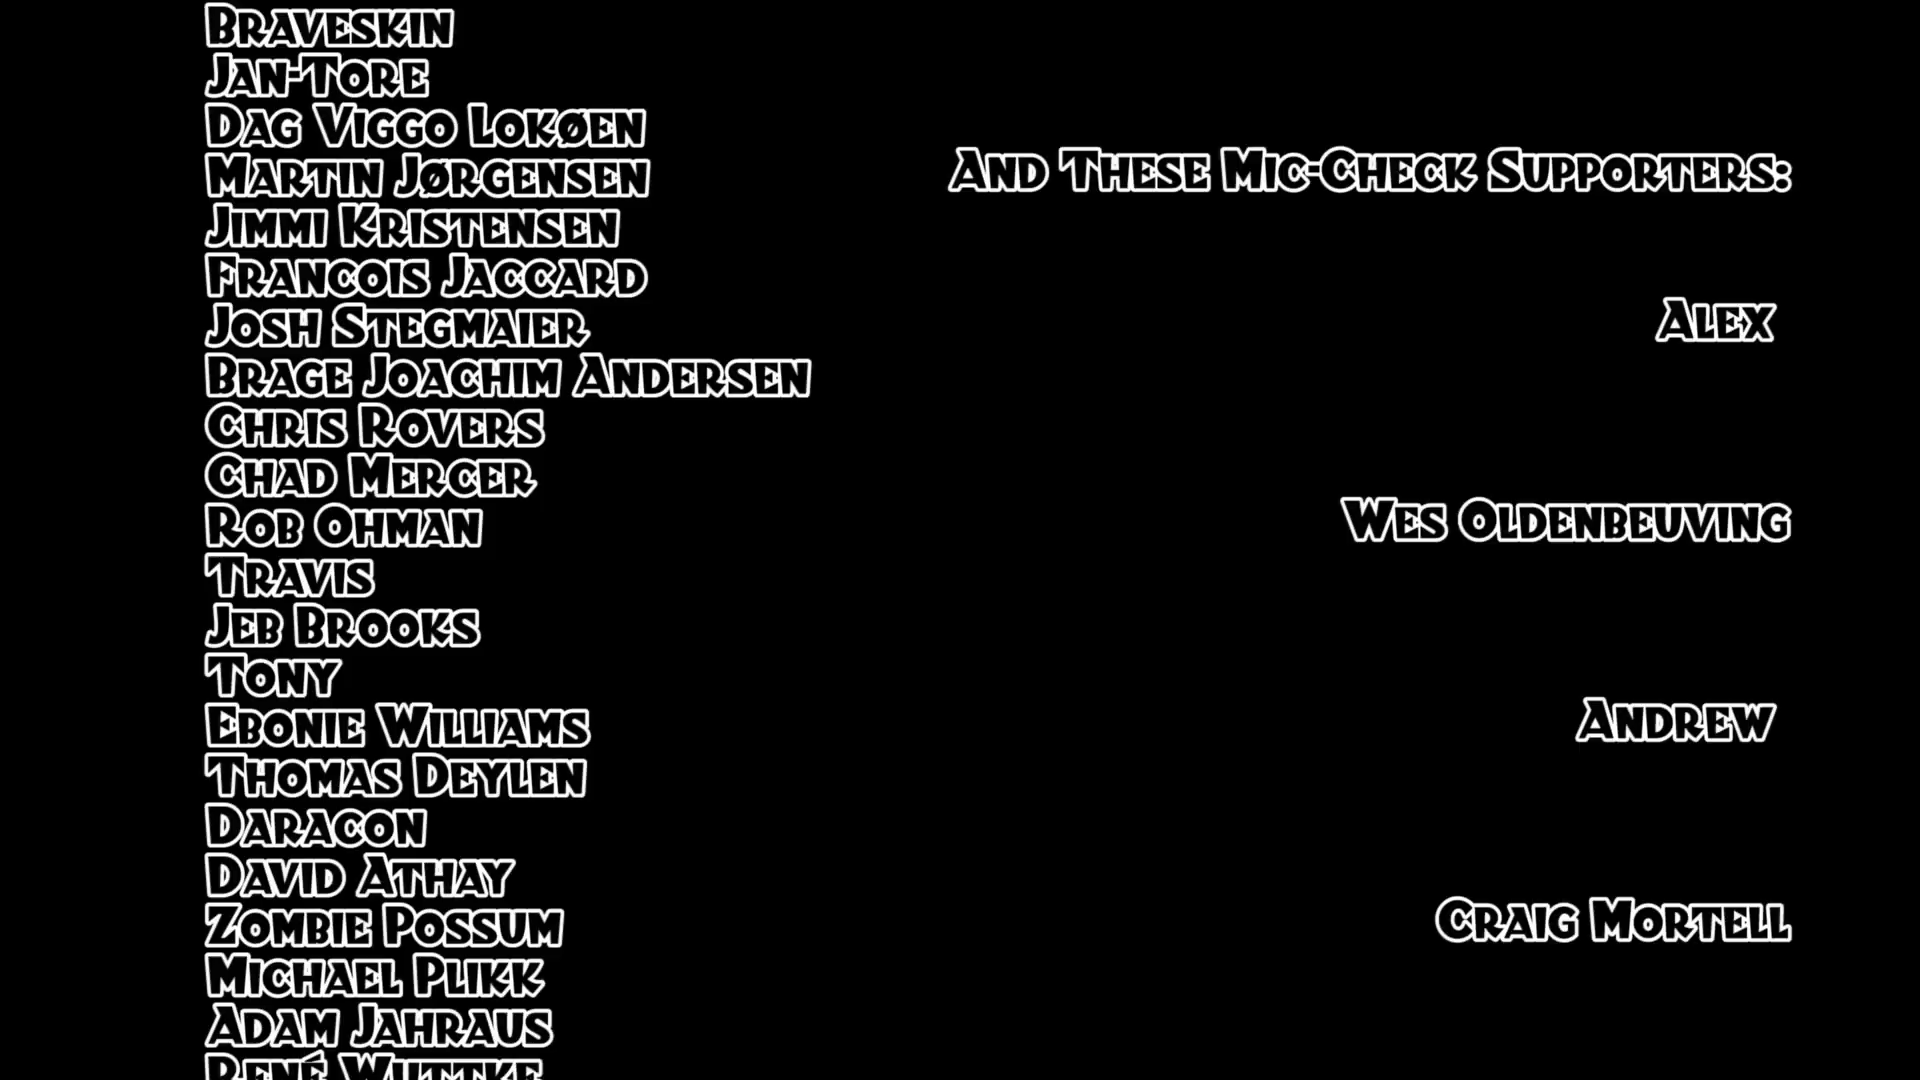 Braveskin
Jan-Tore
Dag Viggo Lokøen
Martin Jørgensen
Jimmi Kristensen
Francois Jaccard
Josh Stegmaier
Brage Joachim Andersen
Chris Rovers
Chad Mercer
Rob Ohman
Travis
Jeb Brooks
Tony
Ebonie Williams
Thomas Deylen
Daracon
David Athay
Zombie Possum
Michael Plikk
Adam Jahraus
René Wuttke
And These Mic-Check Supporters:
Alex
Wes Oldenbeuving
Andrew
Craig Mortell